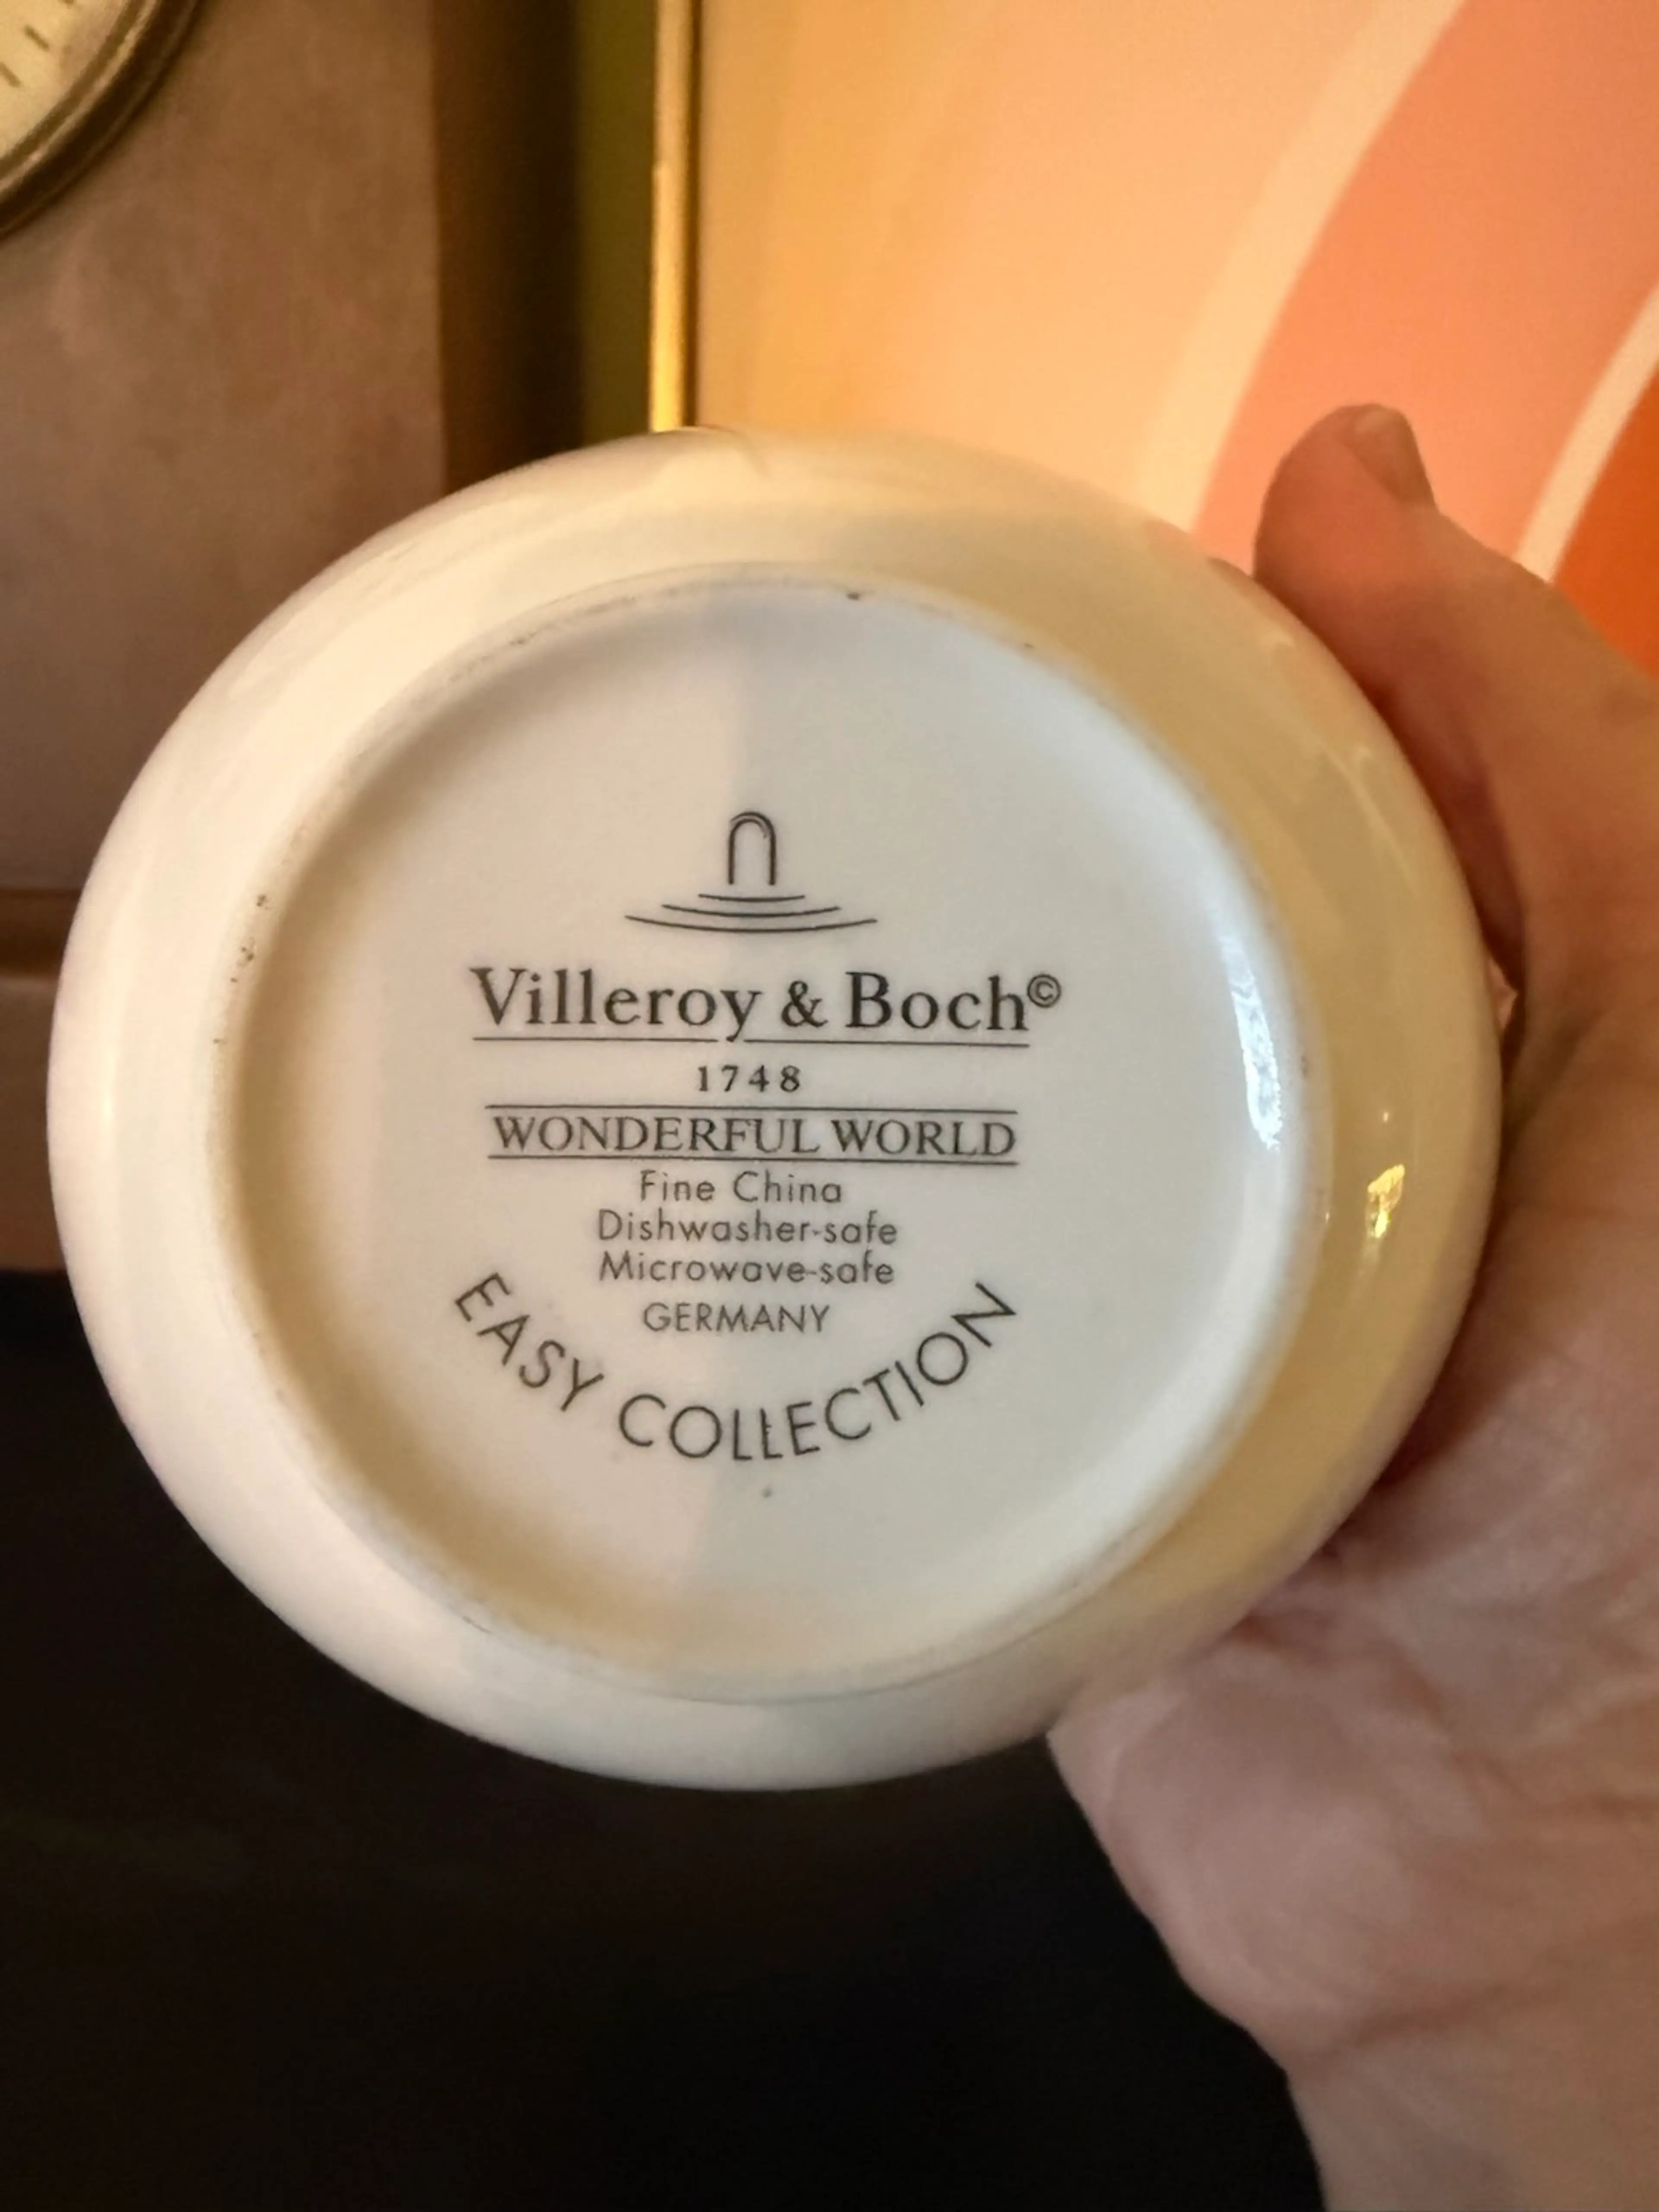 Villeroy & Boch©
1748
WONDERFUL WORLD
Fine China
Dishwasher-safe
Microwave-safe
GERMANY
EASY COLLECTION